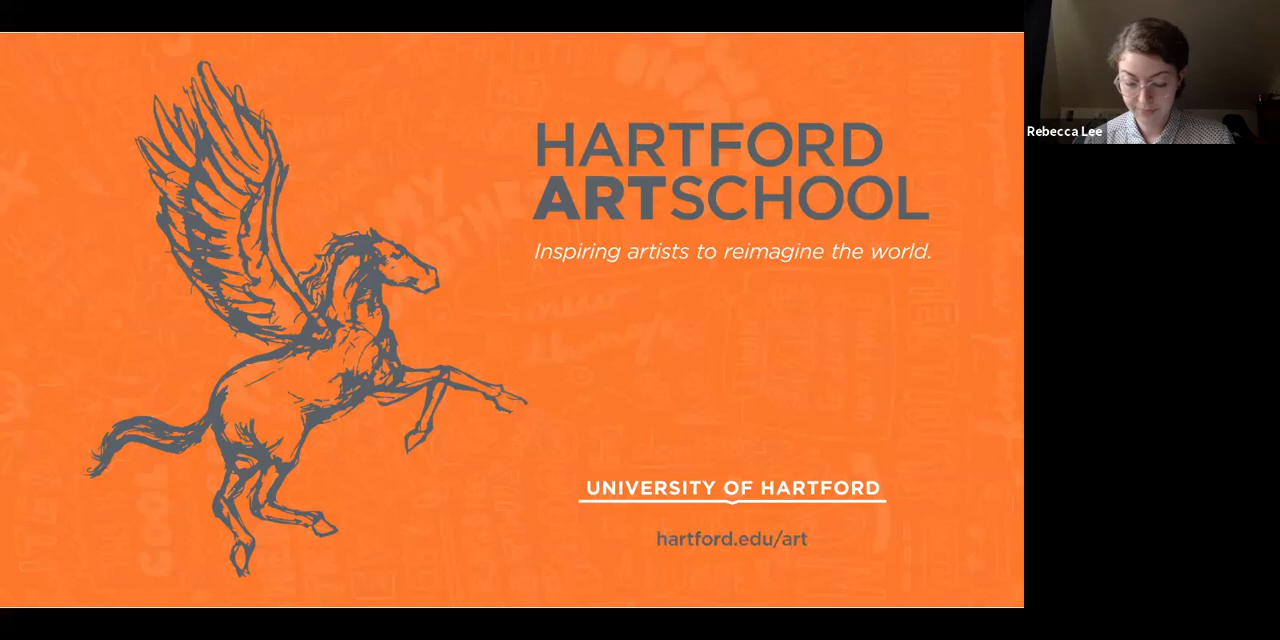 HARTFORD
ARTSCHOOL
Inspiring artists to reimagine the world.
UNIVERSITY OF HARTFORD
hartford.edu/art
Rebecca Lee